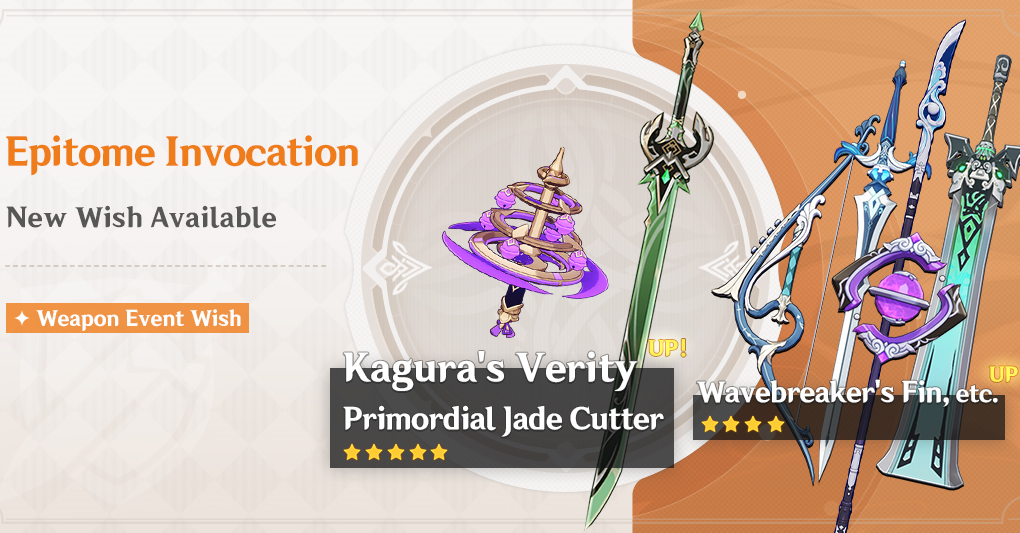 Epitome Invocation
New Wish Available
✦ Weapon Event Wish
Kagura's Verity
UP!
Primordial Jade Cutter
★★★★★
Wavebreaker's Fin, etc.
UP
★★★★